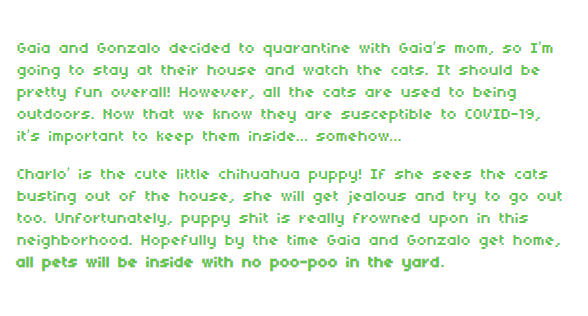 Gaia and Gonzalo decided to quarantine with Gaia's mom, so I'm
going to stay at their house and watch the cats. It should be
pretty fun overall! However, all the cats are used to being
outdoors. Now that we know they are susceptible to COVID-19,
it's important to keep them inside... somehow...
Charlo' is the cute little chihuahua puppy! If she sees the cats
busting out of the house, she will get jealous and try to go out
too. Unfortunately, puppy shit is really frowned upon in this
neighborhood. Hopefully by the time Gaia and Gonzalo get home,
all pets will be inside with no poo-poo in the yard.